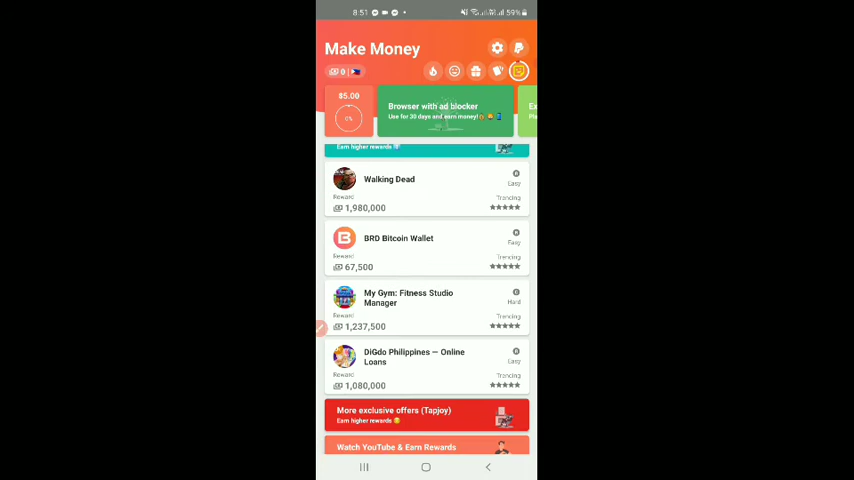 8:51 59%
Make Money
0
$5.00
0%
Browser with ad blocker
Use for 30 days and earn money!
Ex
Pla
Earn higher rewards
Walking Dead
Easy
Reward
Trending
1,980,000
BRD Bitcoin Wallet
Easy
Reward
Trending
67,500
My Gym: Fitness Studio
Manager
Hard
Reward
Trending
1,237,500
DiGdo Philippines — Online
Loans
Easy
Reward
Trending
1,080,000
More exclusive offers (Tapjoy)
Earn higher rewards
Watch YouTube & Earn Rewards